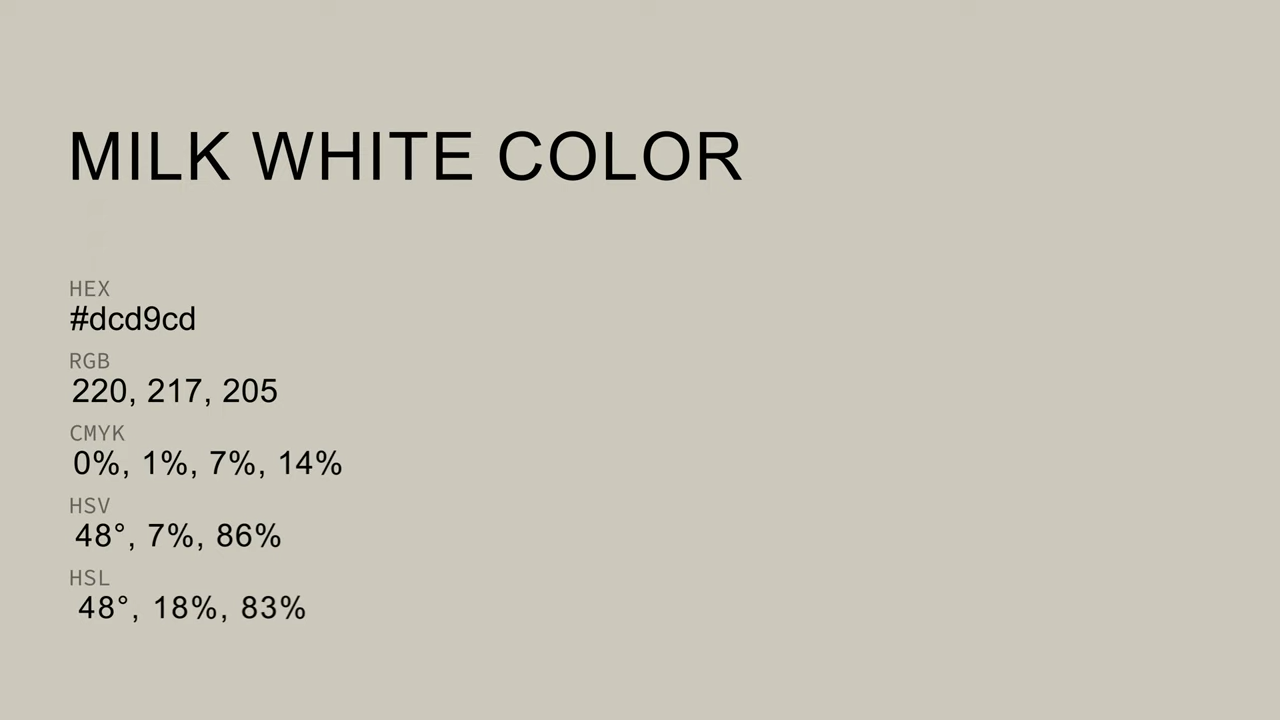 MILK WHITE COLOR
HEX
#dcd9cd
RGB
220, 217, 205
CMYK
0%, 1%, 7%, 14%
HSV
48°, 7%, 86%
HSL
48°, 18%, 83%